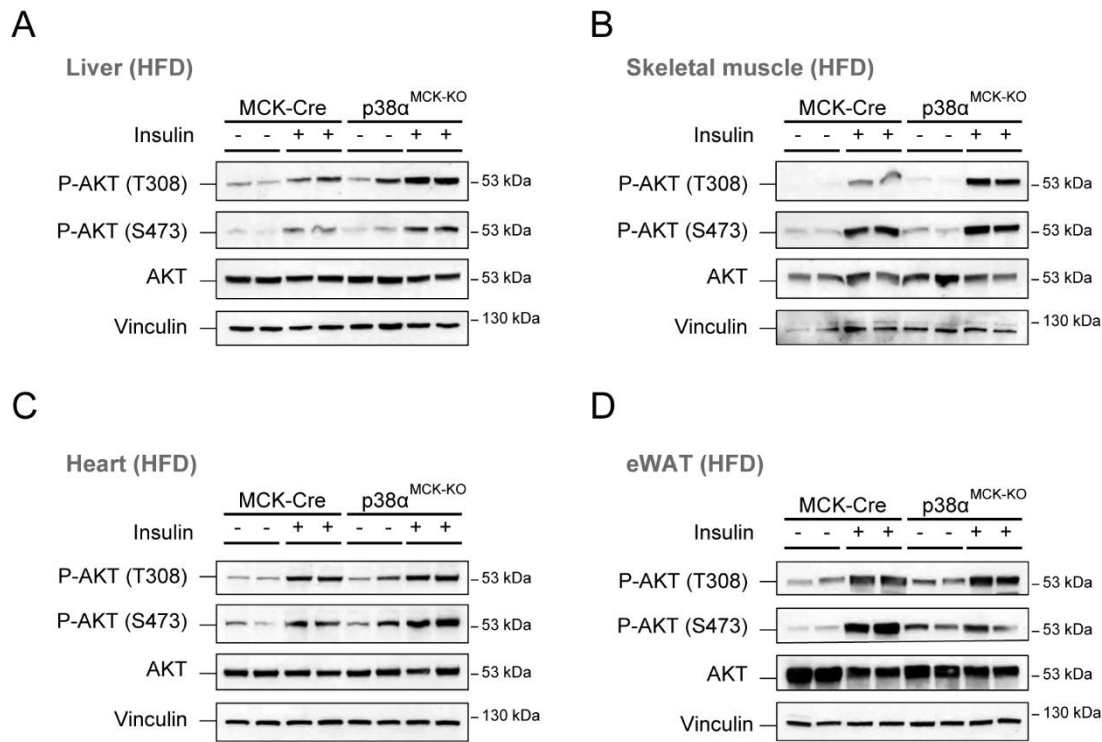 A
Liver (HFD)
MCK-Cre p38α^MCK-KO
Insulin - - + + - - + +
P-AKT (T308) 53 kDa
P-AKT (S473) 53 kDa
AKT 53 kDa
Vinculin 130 kDa
B
Skeletal muscle (HFD)
MCK-Cre p38α^MCK-KO
Insulin - - + + - - + +
P-AKT (T308) 53 kDa
P-AKT (S473) 53 kDa
AKT 53 kDa
Vinculin 130 kDa
C
Heart (HFD)
MCK-Cre p38α^MCK-KO
Insulin - - + + - - + +
P-AKT (T308) 53 kDa
P-AKT (S473) 53 kDa
AKT 53 kDa
Vinculin 130 kDa
D
eWAT (HFD)
MCK-Cre p38α^MCK-KO
Insulin - - + + - - + +
P-AKT (T308) 53 kDa
P-AKT (S473) 53 kDa
AKT 53 kDa
Vinculin 130 kDa